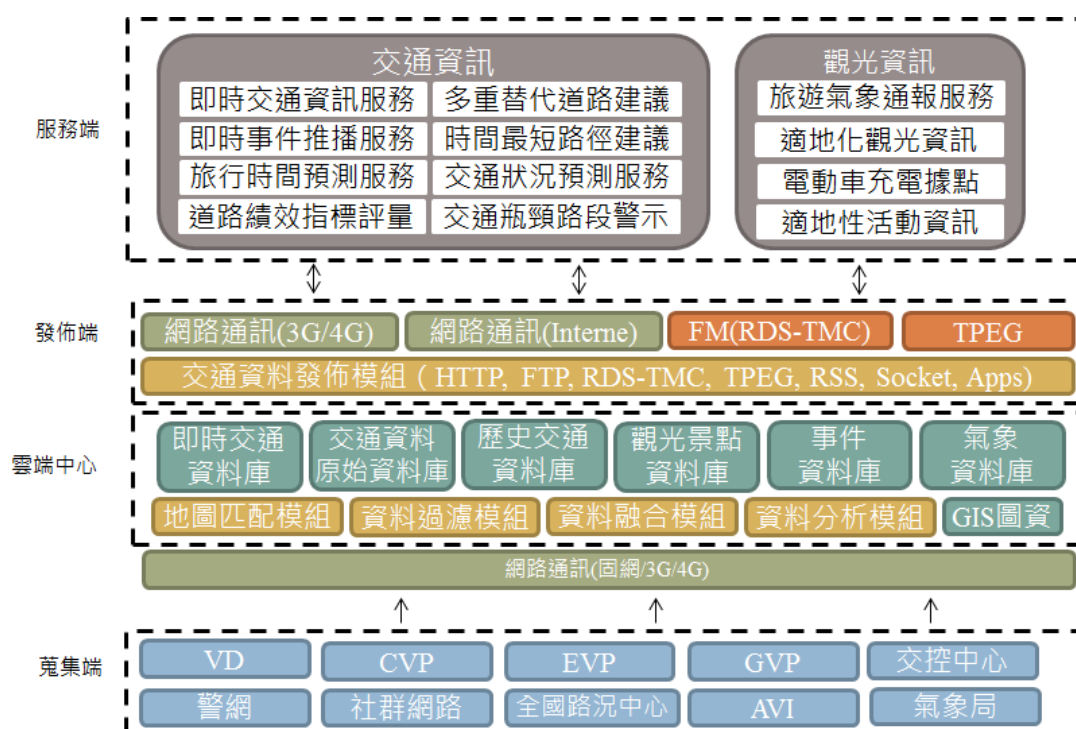 服務端
交通資訊
即時交通資訊服務
多重替代道路建議
即時事件推播服務
時間最短路徑建議
旅行時間預測服務
交通狀況預測服務
道路績效指標評量
交通瓶頸路段警示
觀光資訊
旅遊氣象通報服務
適地化觀光資訊
電動車充電據點
適地性活動資訊
發佈端
網路通訊(3G/4G)
網路通訊(Interne)
FM(RDS-TMC)
TPEG
交通資料發佈模組（HTTP, FTP, RDS-TMC, TPEG, RSS, Socket, Apps)
雲端中心
即時交通
資料庫
交通資料
原始資料庫
歷史交通
資料庫
觀光景點
資料庫
事件
資料庫
氣象
資料庫
地圖匹配模組
資料過濾模組
資料融合模組
資料分析模組
GIS圖資
網路通訊(固網/3G/4G)
蒐集端
VD
CVP
EVP
GVP
交控中心
警網
社群網路
全國路況中心
AVI
氣象局